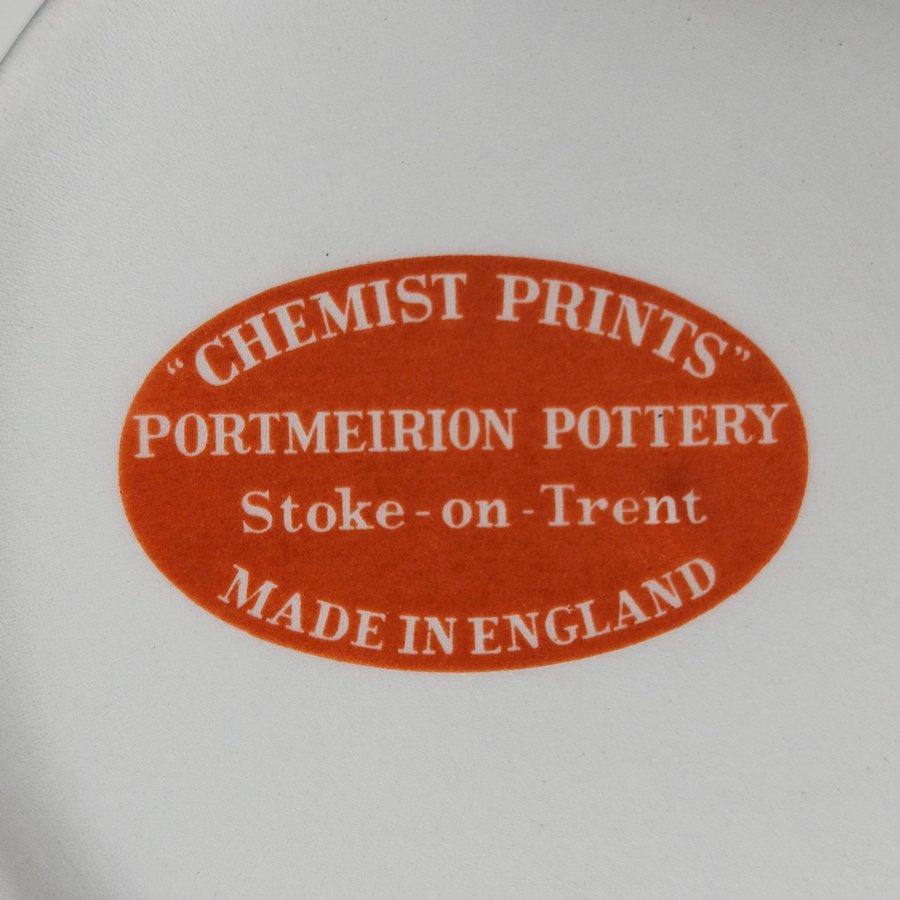 "CHEMIST PRINTS"
PORTMEIRION POTTERY
Stoke-on-Trent
MADE IN ENGLAND